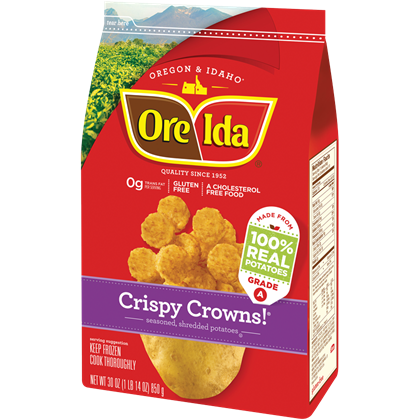 tear here
OREGON & IDAHO
Ore Ida
QUALITY SINCE 1952
0g TRANS FAT PER SERVING
GLUTEN FREE
A CHOLESTEROL FREE FOOD
MADE FROM
100%
REAL
POTATOES
GRADE
A
Crispy Crowns!®
seasoned, shredded potatoes
serving suggestion
KEEP FROZEN
COOK THOROUGHLY
NET WT 30 OZ (1 LB 14 OZ) 850 g